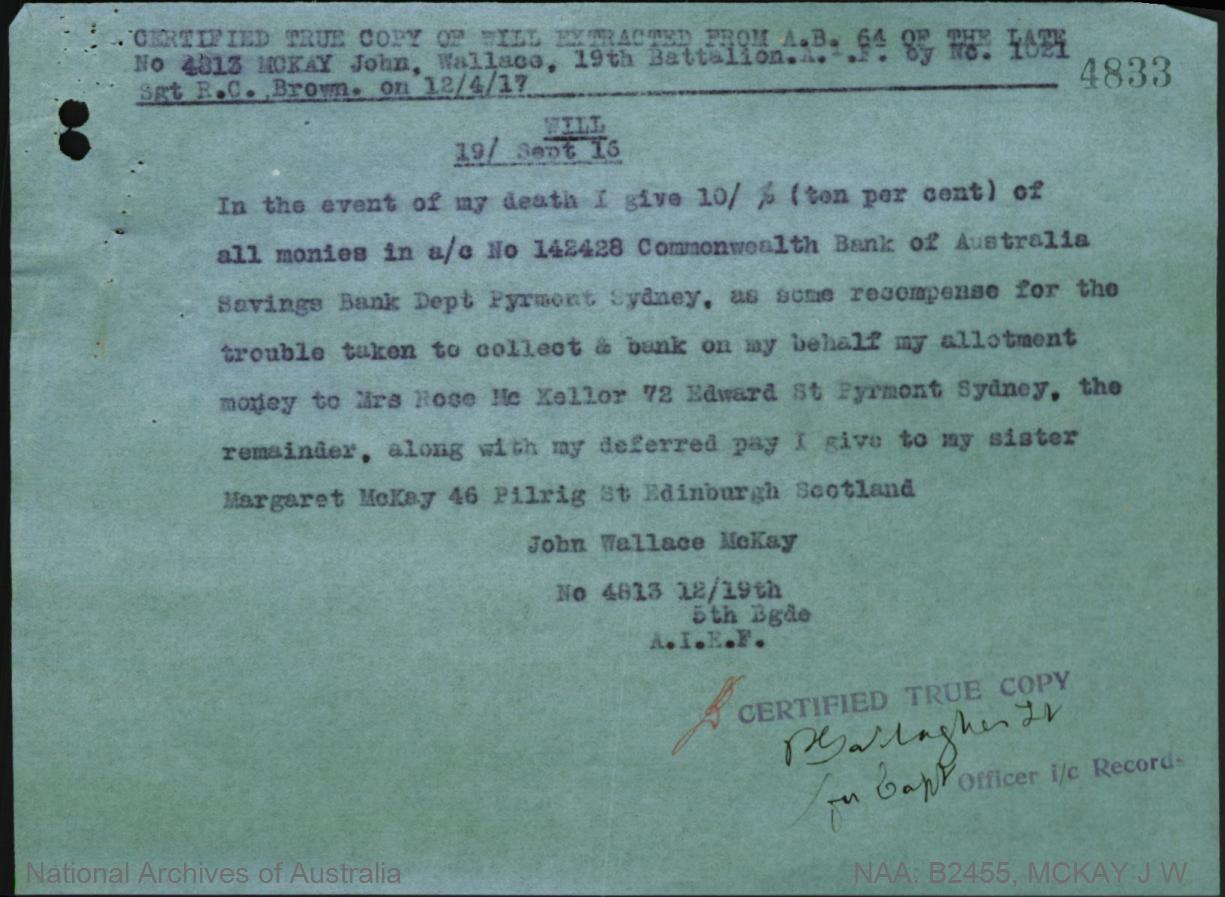 CERTIFIED TRUE COPY OF WILL EXTRACTED FROM A.B. 64 OF THE LATE
No 4813 MCKAY John, Wallace, 19th Battalion.A.I.F. by No. 1021
Sgt R.C. Brown. on 12/4/17
4833
WILL
19/ Sept 16
In the event of my death I give 10/ % (ten per cent) of
all monies in a/c No 142428 Commonwealth Bank of Australia
Savings Bank Dept Pyrmont Sydney, as some recompense for the
trouble taken to collect & bank on my behalf my allotment
money to Mrs Rose Mc Kellor 72 Edward St Pyrmont Sydney, the
remainder, along with my deferred pay I give to my sister
Margaret McKay 46 Pilrig St Edinburgh Scotland
John Wallace McKay
No 4813 12/19th
5th Bgde
A.I.E.F.
CERTIFIED TRUE COPY
Gallagher Lt
for Capt Officer i/c Records
National Archives of Australia
NAA: B2455, MCKAY J W